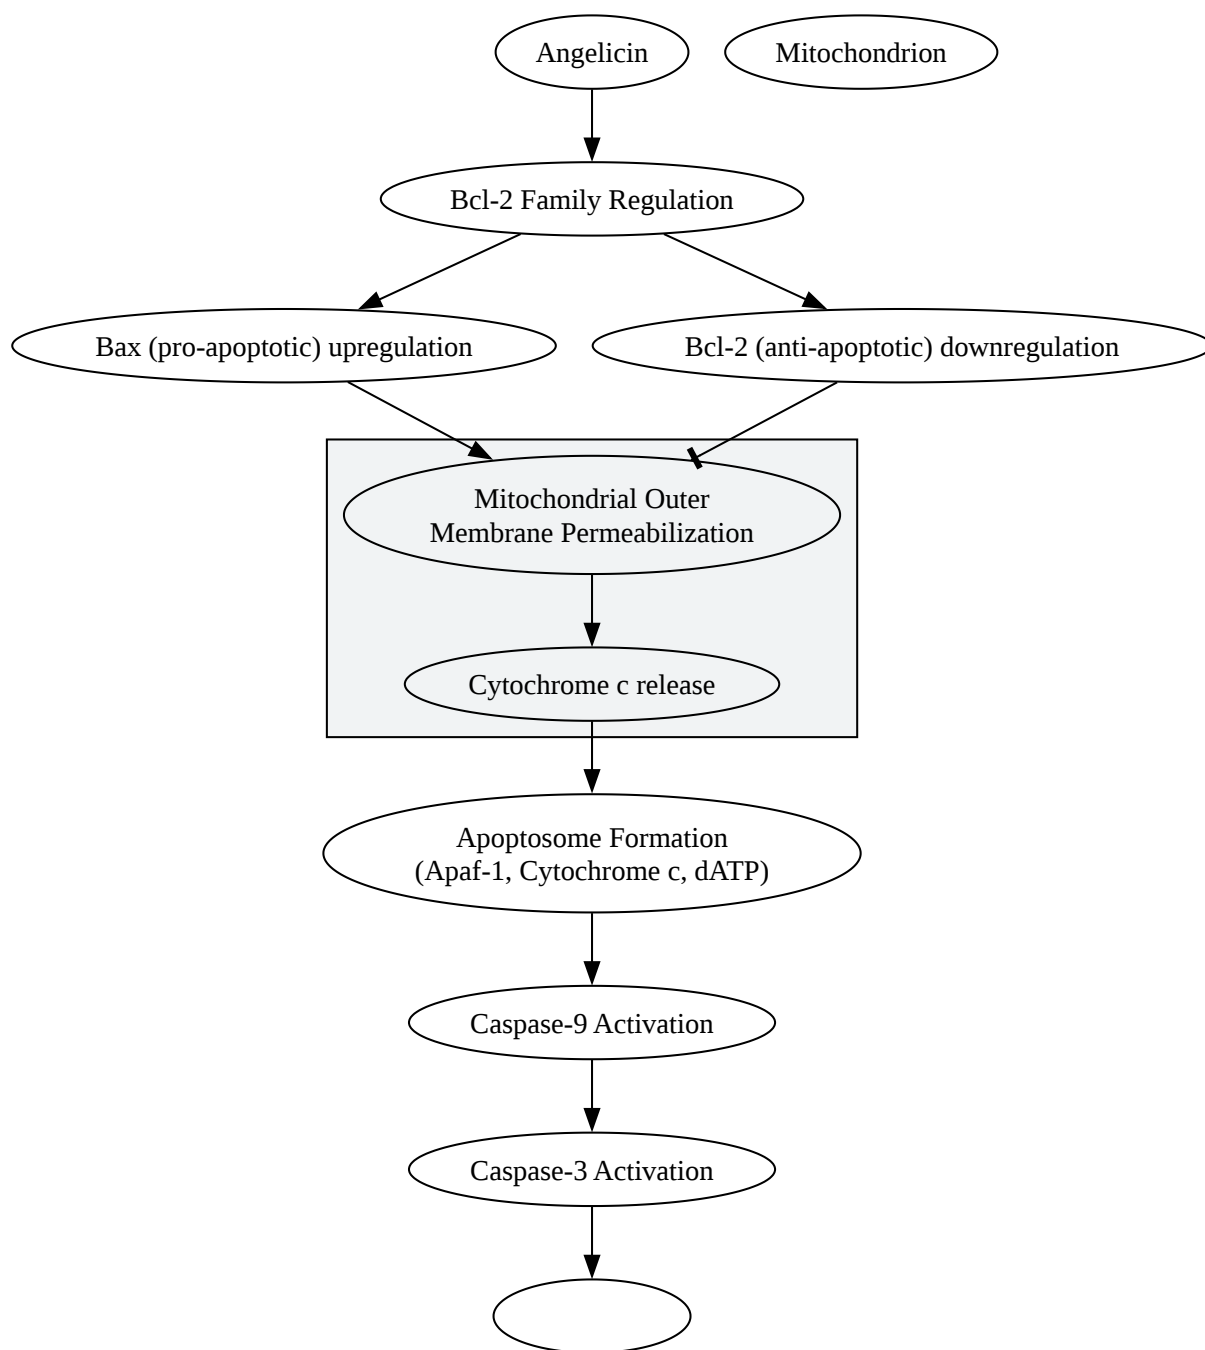 Angelicin
Mitochondrion
Bcl-2 Family Regulation
Bax (pro-apoptotic) upregulation
Bcl-2 (anti-apoptotic) downregulation
Mitochondrial Outer
Membrane Permeabilization
Cytochrome c release
Apoptosome Formation
(Apaf-1, Cytochrome c, dATP)
Caspase-9 Activation
Caspase-3 Activation